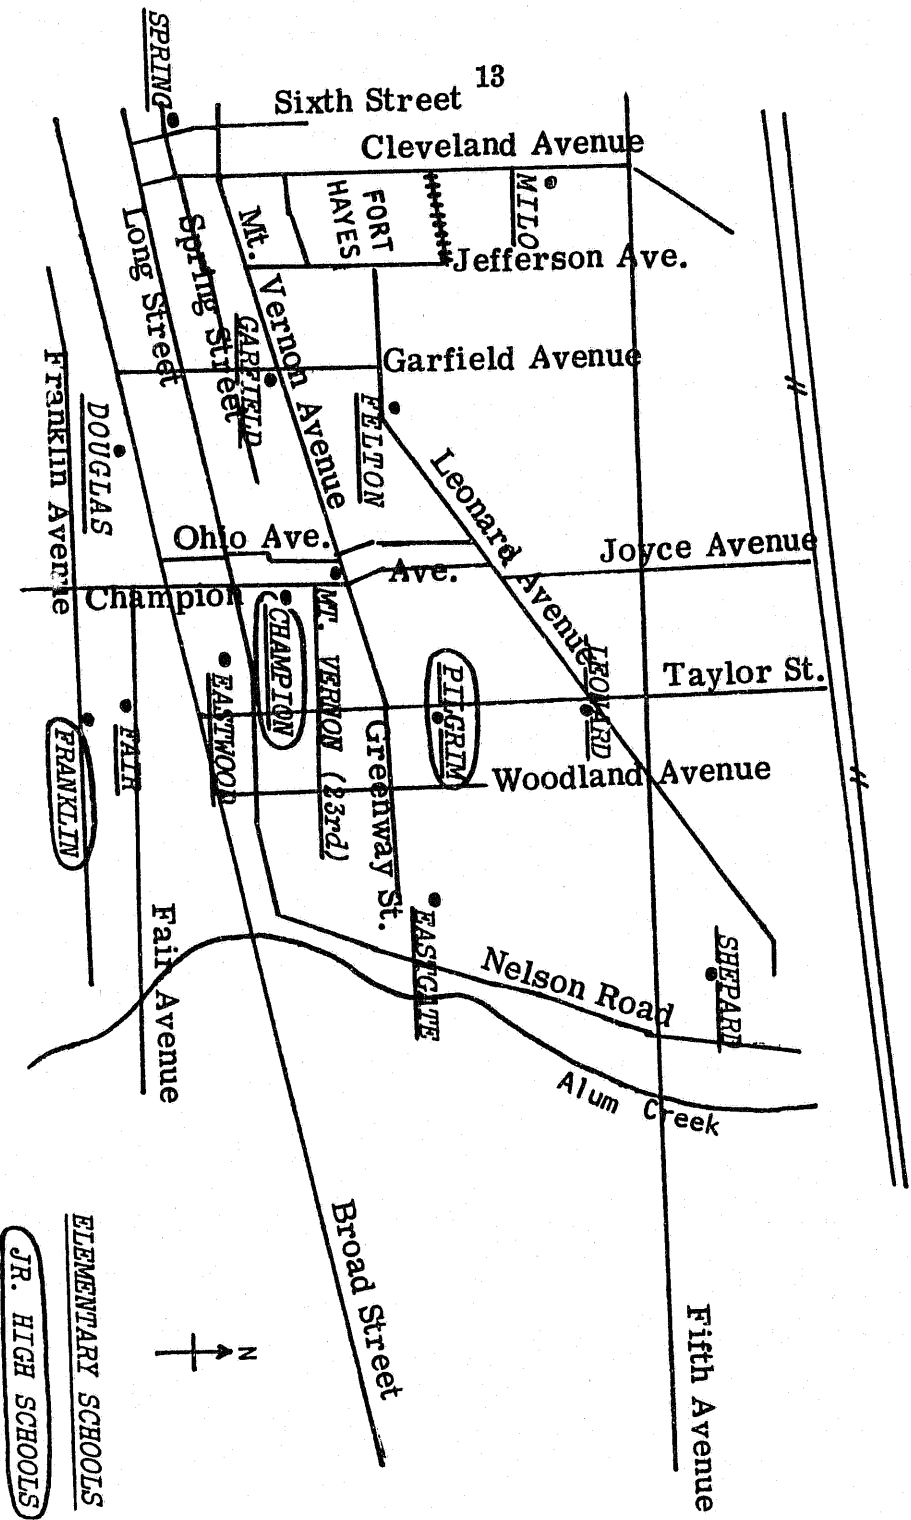 13
SPRING
Sixth Street
Cleveland Avenue
MILO
FORT
HAYES
Jefferson Ave.
Long Street
Spring Street
Mt. Vernon Avenue
GARFIELD
Garfield Avenue
FELTON
Franklin Avenue
DOUGLAS
Leonard Avenue
Ohio Ave.
Joyce Avenue
Champion Ave.
CHAMPION
MT. VERNON (23rd)
LEONARD
Taylor St.
EASTWOOD
PILGRIM
FAIR
FRANKLIN
Greenway St.
Woodland Avenue
EASTGATE
Fair Avenue
Nelson Road
SHEPARD
Alum Creek
Broad Street
Fifth Avenue
N
ELEMENTARY SCHOOLS
JR. HIGH SCHOOLS